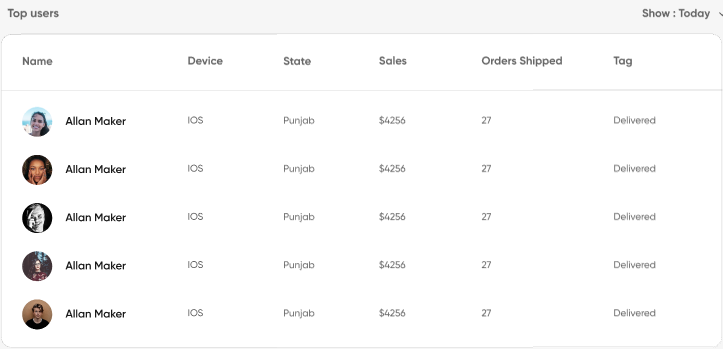 Top users Show : Today
Name Device State Sales Orders Shipped Tag
Allan Maker IOS Punjab $4256 27 Delivered
Allan Maker IOS Punjab $4256 27 Delivered
Allan Maker IOS Punjab $4256 27 Delivered
Allan Maker IOS Punjab $4256 27 Delivered
Allan Maker IOS Punjab $4256 27 Delivered